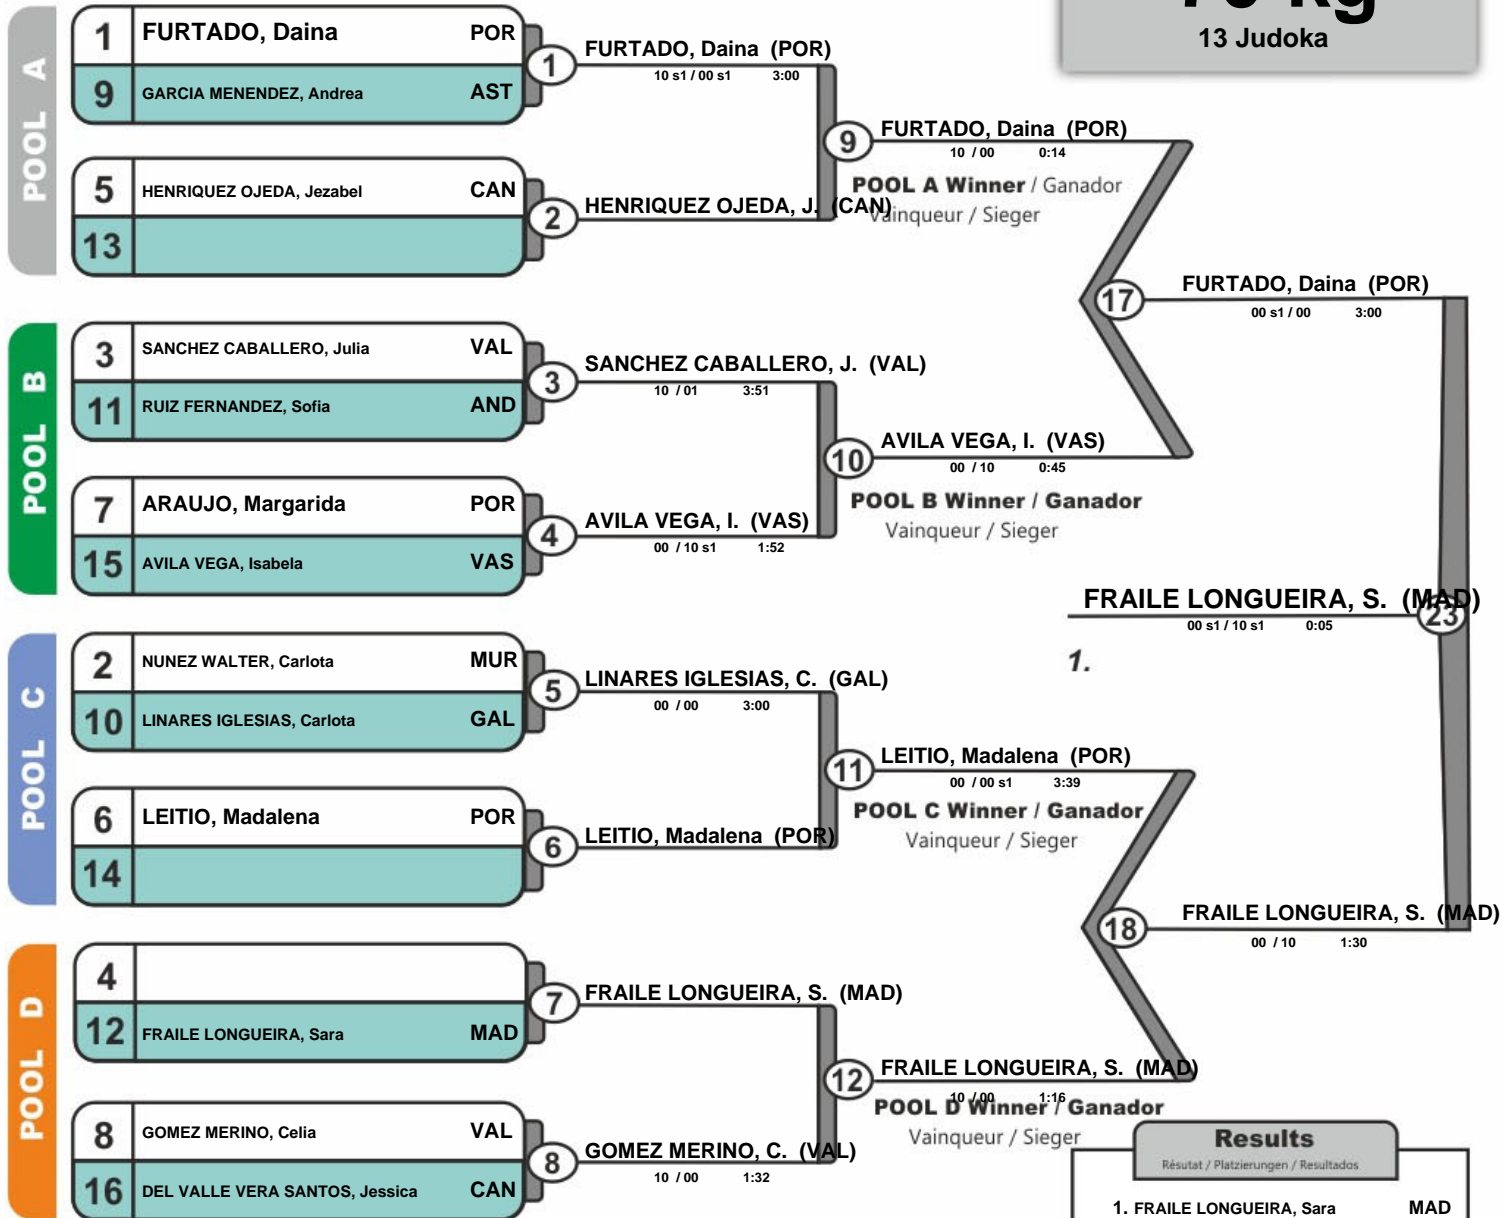 13 Judoka
POOL A
1 FURTADO, Daina POR
9 GARCIA MENENDEZ, Andrea AST
5 HENRIQUEZ OJEDA, Jezabel CAN
13
1
FURTADO, Daina (POR)
10 s1 / 00 s1 3:00
2
HENRIQUEZ OJEDA, J. (CAN)
9
FURTADO, Daina (POR)
10 / 00 0:14
POOL A Winner / Ganador
Vainqueur / Sieger
POOL B
3 SANCHEZ CABALLERO, Julia VAL
11 RUIZ FERNANDEZ, Sofia AND
7 ARAUJO, Margarida POR
15 AVILA VEGA, Isabela VAS
3
SANCHEZ CABALLERO, J. (VAL)
10 / 01 3:51
4
AVILA VEGA, I. (VAS)
00 / 10 s1 1:52
10
AVILA VEGA, I. (VAS)
00 / 10 0:45
POOL B Winner / Ganador
Vainqueur / Sieger
17
FURTADO, Daina (POR)
00 s1 / 00 3:00
FRAILE LONGUEIRA, S. (MAD)
23
00 s1 / 10 s1 0:05
1.
POOL C
2 NUNEZ WALTER, Carlota MUR
10 LINARES IGLESIAS, Carlota GAL
6 LEITIO, Madalena POR
14
5
LINARES IGLESIAS, C. (GAL)
00 / 00 3:00
6
LEITIO, Madalena (POR)
11
LEITIO, Madalena (POR)
00 / 00 s1 3:39
POOL C Winner / Ganador
Vainqueur / Sieger
18
FRAILE LONGUEIRA, S. (MAD)
00 / 10 1:30
POOL D
4
12 FRAILE LONGUEIRA, Sara MAD
8 GOMEZ MERINO, Celia VAL
16 DEL VALLE VERA SANTOS, Jessica CAN
7
FRAILE LONGUEIRA, S. (MAD)
8
GOMEZ MERINO, C. (VAL)
10 / 00 1:32
12
FRAILE LONGUEIRA, S. (MAD)
10 / 00 1:16
POOL D Winner / Ganador
Vainqueur / Sieger
Results
Résutat / Platzierungen / Resultados
1. FRAILE LONGUEIRA, Sara MAD